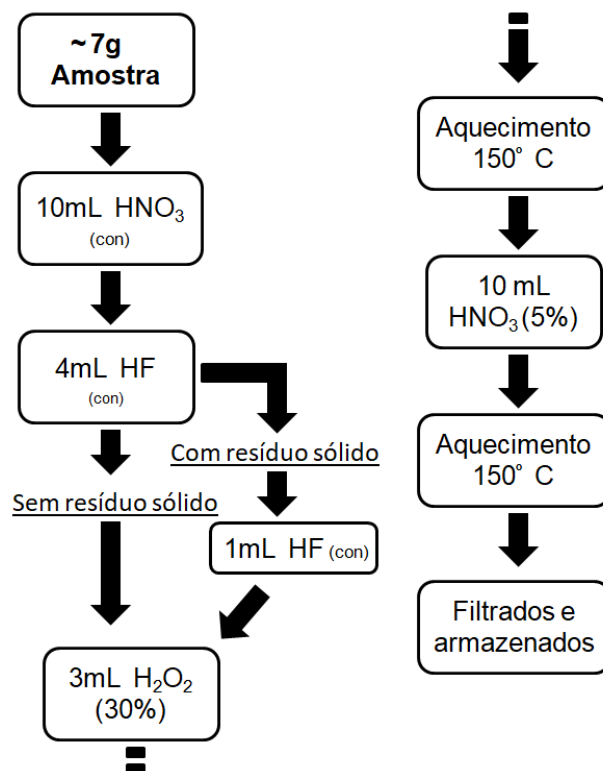 ~7g
Amostra
10mL HNO₃
(con)
4mL HF
(con)
Com resíduo sólido
Sem resíduo sólido
1mL HF (con)
3mL H₂O₂
(30%)
Aquecimento
150° C
10 mL
HNO₃(5%)
Aquecimento
150° C
Filtrados e
armazenados